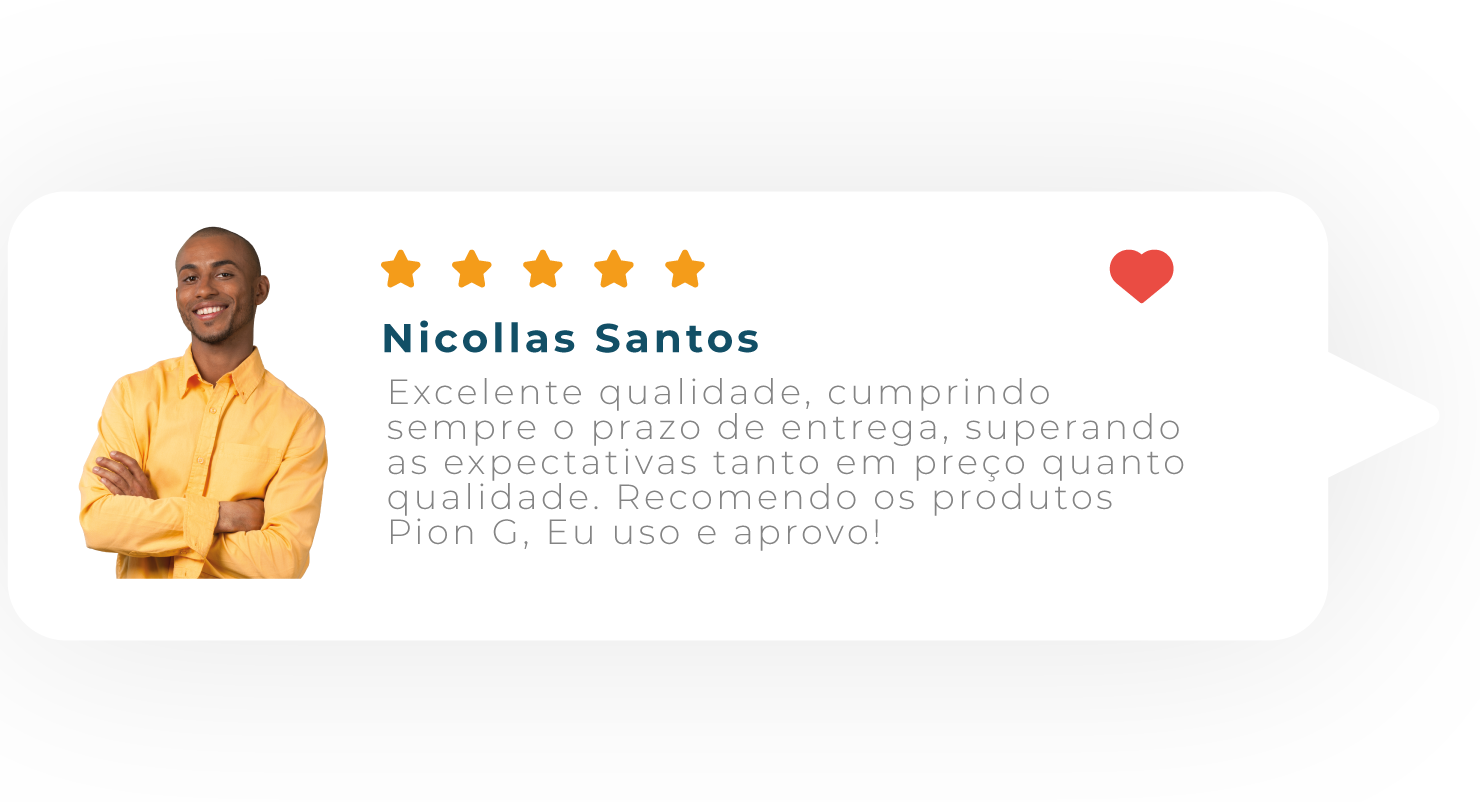 Nicollas Santos
Excelente qualidade, cumprindo
sempre o prazo de entrega, superando
as expectativas tanto em preço quanto
qualidade. Recomendo os produtos
Pion G, Eu uso e aprovo!